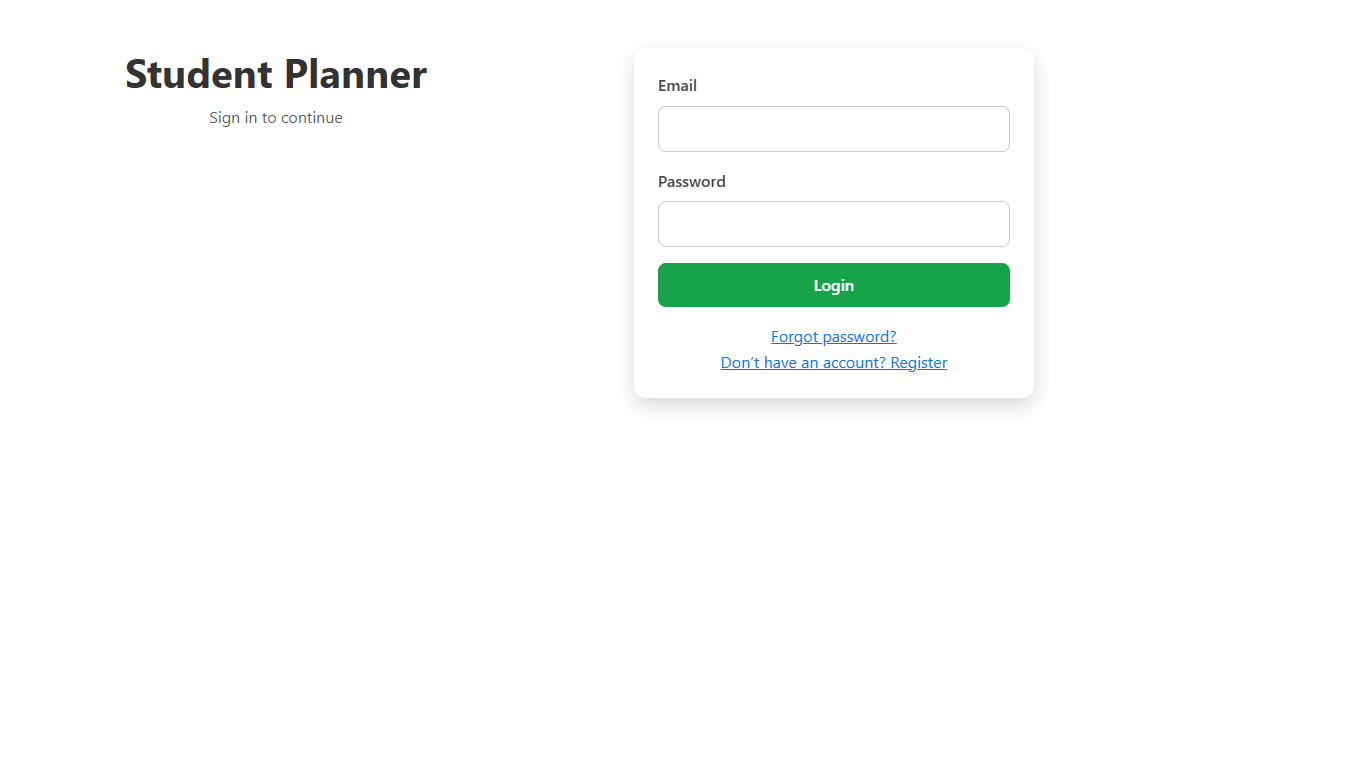 Student Planner
Sign in to continue
Email
Password
Login
Forgot password?
Don’t have an account? Register